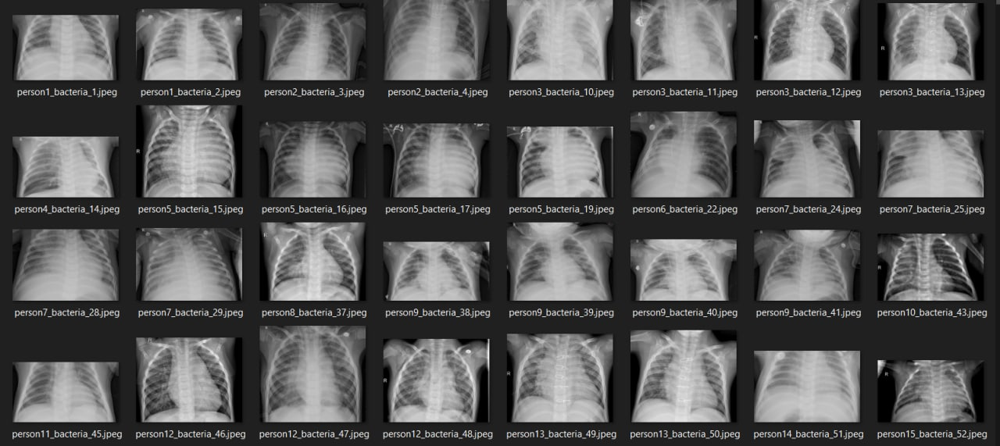 person1_bacteria_1.jpeg person1_bacteria_2.jpeg person2_bacteria_3.jpeg person2_bacteria_4.jpeg person3_bacteria_10.jpeg person3_bacteria_11.jpeg person3_bacteria_12.jpeg person3_bacteria_13.jpeg
person4_bacteria_14.jpeg person5_bacteria_15.jpeg person5_bacteria_16.jpeg person5_bacteria_17.jpeg person5_bacteria_19.jpeg person6_bacteria_22.jpeg person7_bacteria_24.jpeg person7_bacteria_25.jpeg
person7_bacteria_28.jpeg person7_bacteria_29.jpeg person8_bacteria_37.jpeg person9_bacteria_38.jpeg person9_bacteria_39.jpeg person9_bacteria_40.jpeg person9_bacteria_41.jpeg person10_bacteria_43.jpeg
person11_bacteria_45.jpeg person12_bacteria_46.jpeg person12_bacteria_47.jpeg person12_bacteria_48.jpeg person13_bacteria_49.jpeg person13_bacteria_50.jpeg person14_bacteria_51.jpeg person15_bacteria_52.jpeg